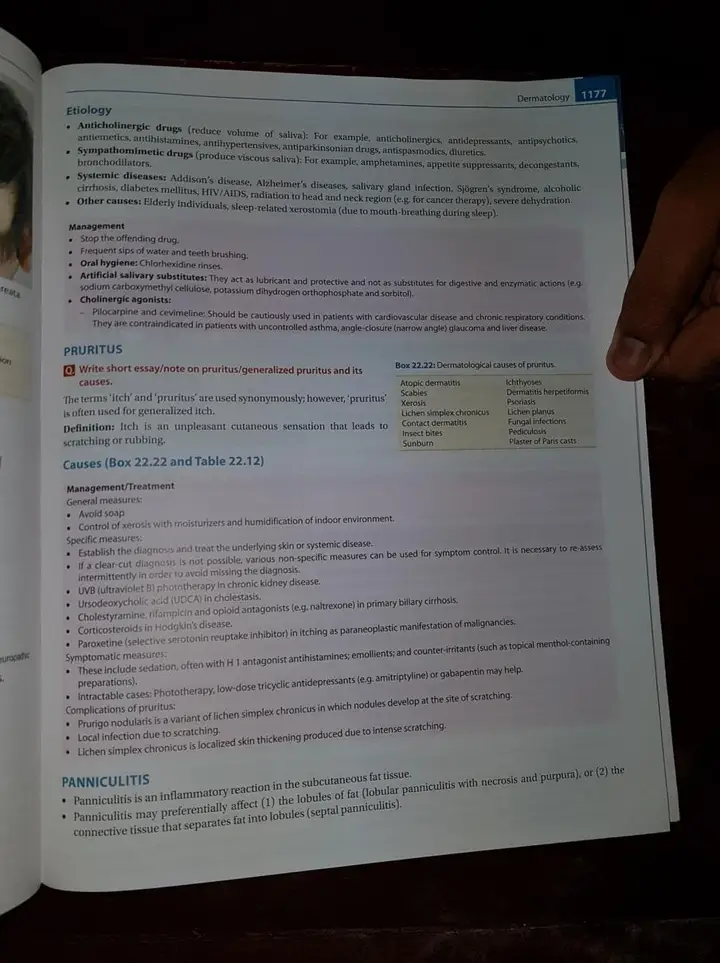 Dermatology 1177
Etiology
• Anticholinergic drugs (reduce volume of saliva): For example, anticholinergics, antidepressants, antipsychotics,
antiemetics, antihistamines, antihypertensives, antiparkinsonian drugs, antispasmodics, diuretics.
• Sympathomimetic drugs (produce viscous saliva): For example, amphetamines, appetite suppressants, decongestants,
bronchodilators.
• Systemic diseases: Addison's disease, Alzheimer's diseases, salivary gland infection, Sjögren's syndrome, alcoholic
cirrhosis, diabetes mellitus, HIV/AIDS, radiation to head and neck region (e.g. for cancer therapy), severe dehydration.
• Other causes: Elderly individuals, sleep-related xerostomia (due to mouth-breathing during sleep).
Management
• Stop the offending drug.
• Frequent sips of water and teeth brushing.
• Oral hygiene: Chlorhexidine rinses.
• Artificial salivary substitutes: They act as lubricant and protective and not as substitutes for digestive and enzymatic actions (e.g.
sodium carboxymethyl cellulose, potassium dihydrogen orthophosphate and sorbitol).
• Cholinergic agonists:
– Pilocarpine and cevimeline: Should be cautiously used in patients with cardiovascular disease and chronic respiratory conditions.
They are contraindicated in patients with uncontrolled asthma, angle-closure (narrow angle) glaucoma and liver disease.
PRURITUS
Q. Write short essay/note on pruritus/generalized pruritus and its
causes.
The terms 'itch' and 'pruritus' are used synonymously; however, 'pruritus'
is often used for generalized itch.
Definition: Itch is an unpleasant cutaneous sensation that leads to
scratching or rubbing.
Box 22.22: Dermatological causes of pruritus.
Atopic dermatitis Ichthyoses
Scabies Dermatitis herpetiformis
Xerosis Psoriasis
Lichen simplex chronicus Lichen planus
Contact dermatitis Fungal infections
Insect bites Pediculosis
Sunburn Plaster of Paris casts
Causes (Box 22.22 and Table 22.12)
Management/Treatment
General measures:
• Avoid soap
• Control of xerosis with moisturizers and humidification of indoor environment.
Specific measures:
• Establish the diagnosis and treat the underlying skin or systemic disease.
• If a clear-cut diagnosis is not possible, various non-specific measures can be used for symptom control. It is necessary to re-assess
intermittently in order to avoid missing the diagnosis.
• UVB (ultraviolet B) phototherapy in chronic kidney disease.
• Ursodeoxycholic acid (UDCA) in cholestasis.
• Cholestyramine, rifampicin and opioid antagonists (e.g. naltrexone) in primary biliary cirrhosis.
• Corticosteroids in Hodgkin's disease.
• Paroxetine (selective serotonin reuptake inhibitor) in itching as paraneoplastic manifestation of malignancies.
Symptomatic measures:
• These include sedation, often with H 1 antagonist antihistamines; emollients; and counter-irritants (such as topical menthol-containing
preparations).
• Intractable cases: Phototherapy, low-dose tricyclic antidepressants (e.g. amitriptyline) or gabapentin may help.
Complications of pruritus:
• Prurigo nodularis is a variant of lichen simplex chronicus in which nodules develop at the site of scratching.
• Local infection due to scratching.
• Lichen simplex chronicus is localized skin thickening produced due to intense scratching.
PANNICULITIS
• Panniculitis is an inflammatory reaction in the subcutaneous fat tissue.
• Panniculitis may preferentially affect (1) the lobules of fat (lobular panniculitis with necrosis and purpura), or (2) the
connective tissue that separates fat into lobules (septal panniculitis).